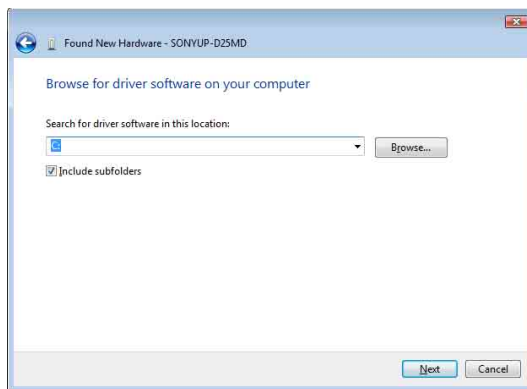 Found New Hardware - SONYUP-D25MD
Browse for driver software on your computer
Search for driver software in this location:
C:
Browse...
Include subfolders
Next
Cancel